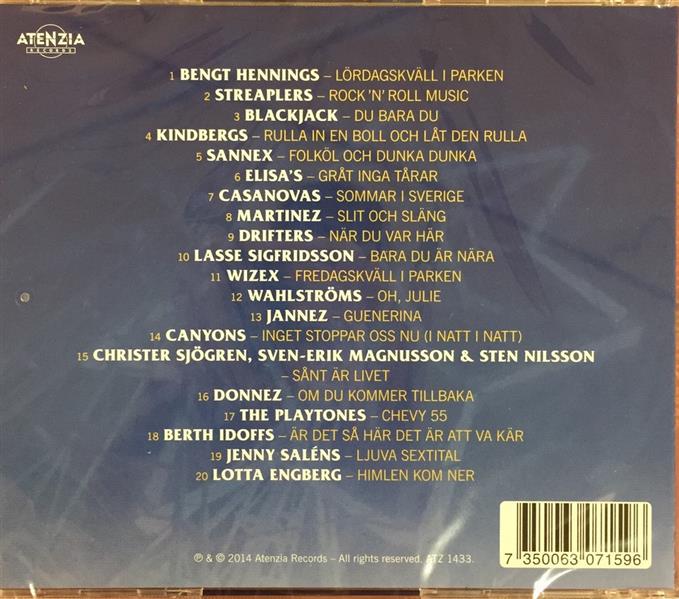 ATENZIA
RECORDS
1 BENGT HENNINGS – LÖRDAGSKVÄLL I PARKEN
2 STREAPLERS – ROCK 'N' ROLL MUSIC
3 BLACKJACK – DU BARA DU
4 KINDBERGS – RULLA IN EN BOLL OCH LÅT DEN RULLA
5 SANNEX – FOLKÖL OCH DUNKA DUNKA
6 ELISA'S – GRÅT INGA TÅRAR
7 CASANOVAS – SOMMAR I SVERIGE
8 MARTINEZ – SLIT OCH SLÄNG
9 DRIFTERS – NÄR DU VAR HÄR
10 LASSE SIGFRIDSSON – BARA DU ÄR NÄRA
11 WIZEX – FREDAGSKVÄLL I PARKEN
12 WAHLSTRÖMS – OH, JULIE
13 JANNEZ – GUENERINA
14 CANYONS – INGET STOPPAR OSS NU (I NATT I NATT)
15 CHRISTER SJÖGREN, SVEN-ERIK MAGNUSSON & STEN NILSSON
– SÅNT ÄR LIVET
16 DONNEZ – OM DU KOMMER TILLBAKA
17 THE PLAYTONES – CHEVY 55
18 BERTH IDOFFS – ÄR DET SÅ HÄR DET ÄR ATT VA KÄR
19 JENNY SALÉNS – LJUVA SEXTITAL
20 LOTTA ENGBERG – HIMLEN KOM NER
℗ & © 2014 Atenzia Records – All rights reserved. ATZ 1433.
7 350063 071596